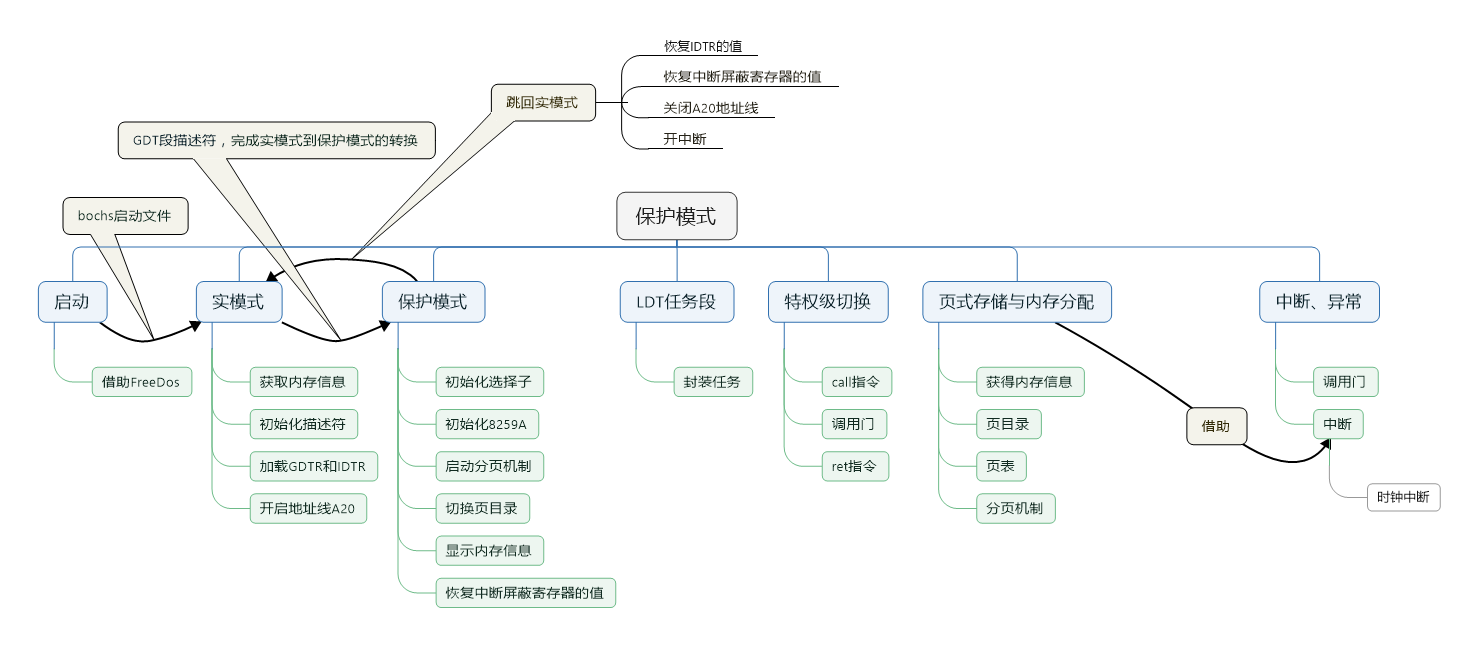 恢复IDTR的值
恢复中断屏蔽寄存器的值
跳回实模式
关闭A20地址线
开中断
GDT段描述符，完成实模式到保护模式的转换
bochs启动文件
保护模式
启动
实模式
保护模式
LDT任务段
特权级切换
页式存储与内存分配
中断、异常
借助FreeDos
获取内存信息
初始化描述符
加载GDTR和IDTR
开启地址线A20
初始化选择子
初始化8259A
启动分页机制
切换页目录
显示内存信息
恢复中断屏蔽寄存器的值
封装任务
call指令
调用门
ret指令
获得内存信息
页目录
页表
分页机制
借助
调用门
中断
时钟中断